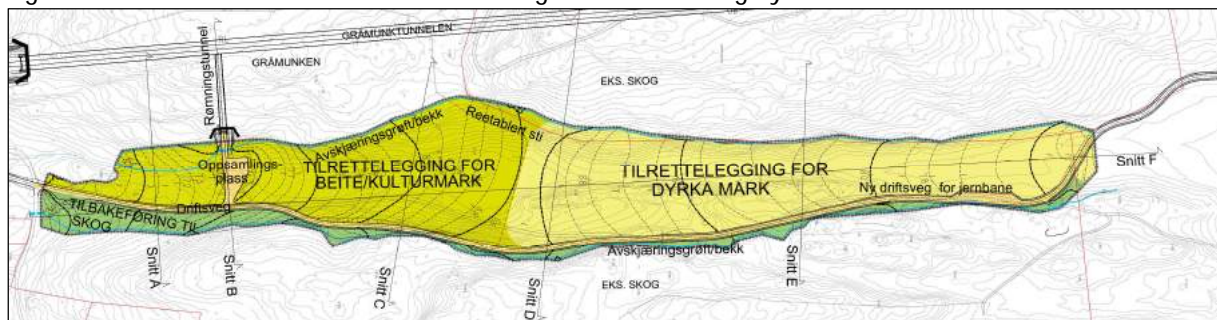 GRÅMUNKTUNNELEN
Rømningstunnel
GRÅMUNKEN
EKS. SKOG
Avskjæringsgrøft/bekk
Reetablert sti
Oppsamlings-
plass
TILRETTELEGGING FOR
BEITE/KULTURMARK
TILRETTELEGGING FOR
DYRKA MARK
Snitt F
Ny driftsveg for jernbane
Driftsveg
TILBAKEFØRING TIL
SKOG
Avskjæringsgrøft/bekk
EKS. SKOG
Snitt A
Snitt B
Snitt C
Snitt D
Snitt E